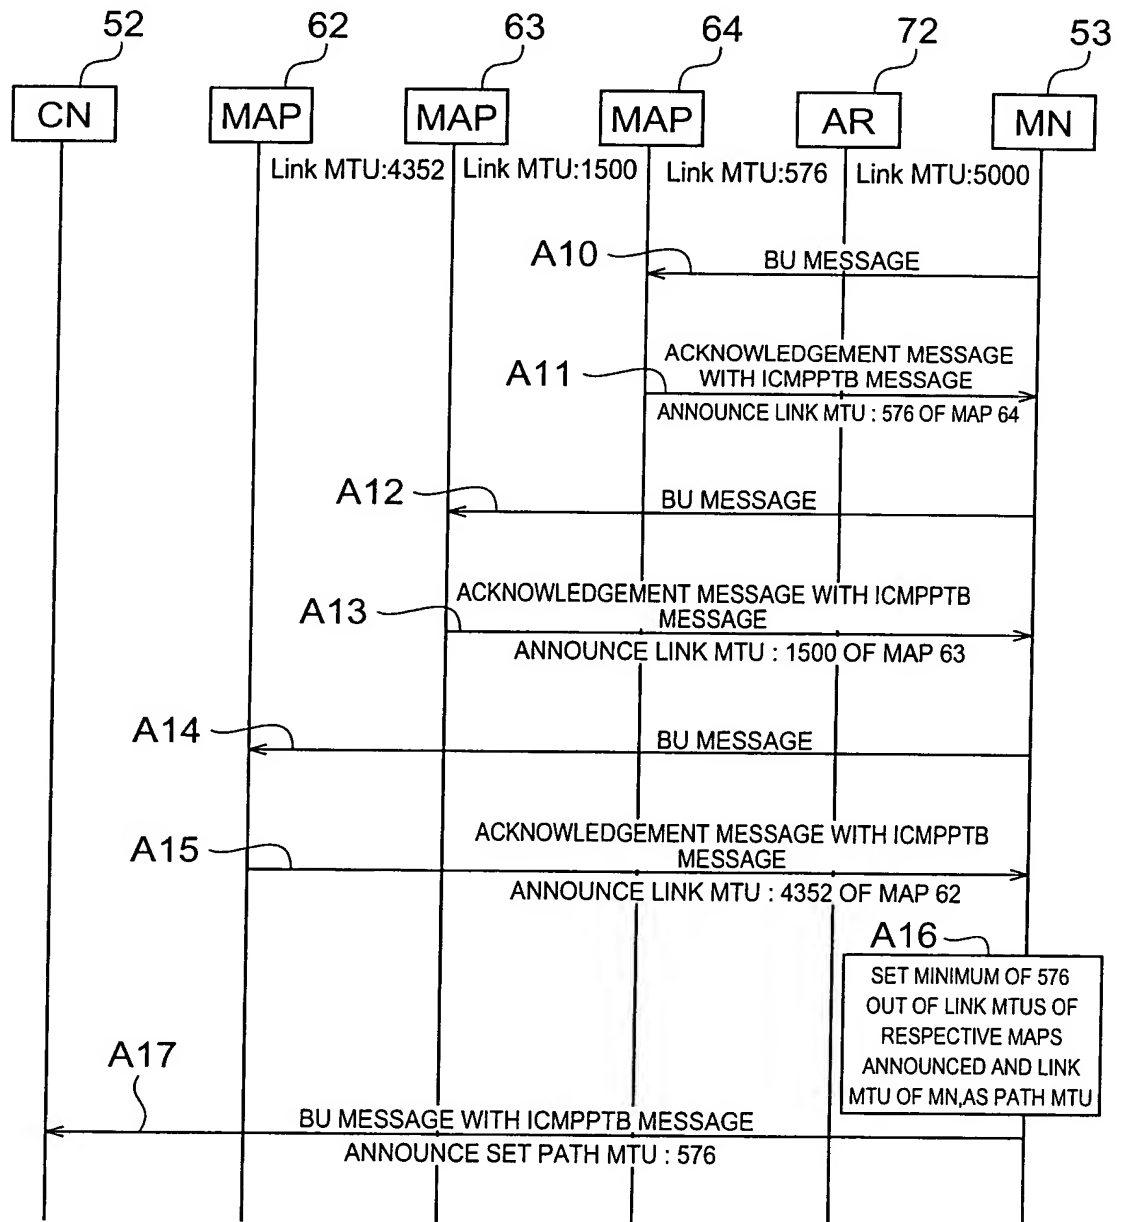 52 62 63 64 72 53
CN MAP MAP MAP AR MN
Link MTU:4352 Link MTU:1500 Link MTU:576 Link MTU:5000
A10
BU MESSAGE
ACKNOWLEDGEMENT MESSAGE
WITH ICMPPTB MESSAGE
A11
ANNOUNCE LINK MTU : 576 OF MAP 64
A12
BU MESSAGE
ACKNOWLEDGEMENT MESSAGE WITH ICMPPTB
MESSAGE
A13
ANNOUNCE LINK MTU : 1500 OF MAP 63
A14
BU MESSAGE
ACKNOWLEDGEMENT MESSAGE WITH ICMPPTB
MESSAGE
A15
ANNOUNCE LINK MTU : 4352 OF MAP 62
A16
SET MINIMUM OF 576
OUT OF LINK MTUS OF
RESPECTIVE MAPS
ANNOUNCED AND LINK
MTU OF MN,AS PATH MTU
A17
BU MESSAGE WITH ICMPPTB MESSAGE
ANNOUNCE SET PATH MTU : 576